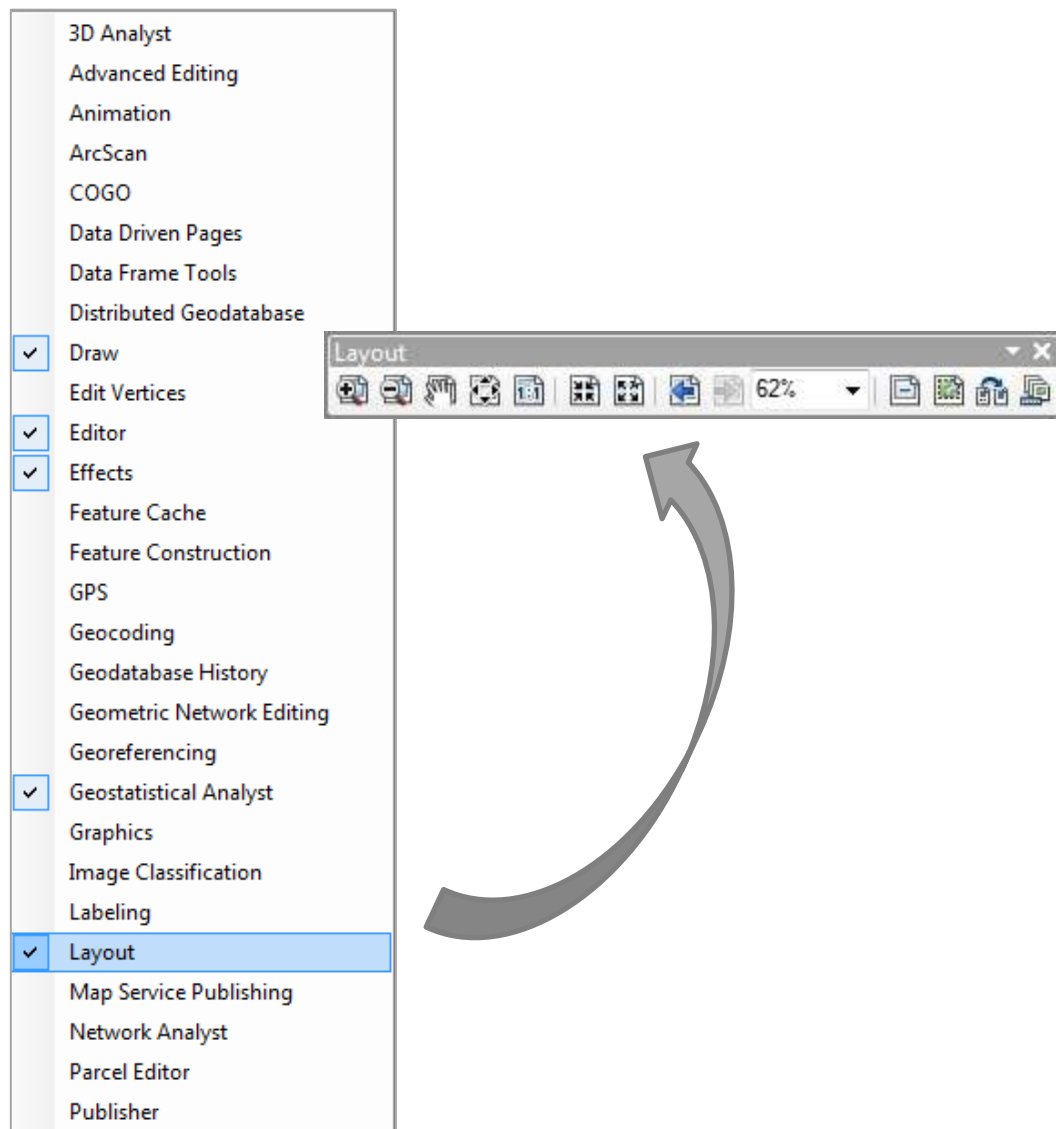 3D Analyst
Advanced Editing
Animation
ArcScan
COGO
Data Driven Pages
Data Frame Tools
Distributed Geodatabase
Draw
Edit Vertices
Editor
Effects
Feature Cache
Feature Construction
GPS
Geocoding
Geodatabase History
Geometric Network Editing
Georeferencing
Geostatistical Analyst
Graphics
Image Classification
Labeling
Layout
Map Service Publishing
Network Analyst
Parcel Editor
Publisher
Layout
1:1
62%